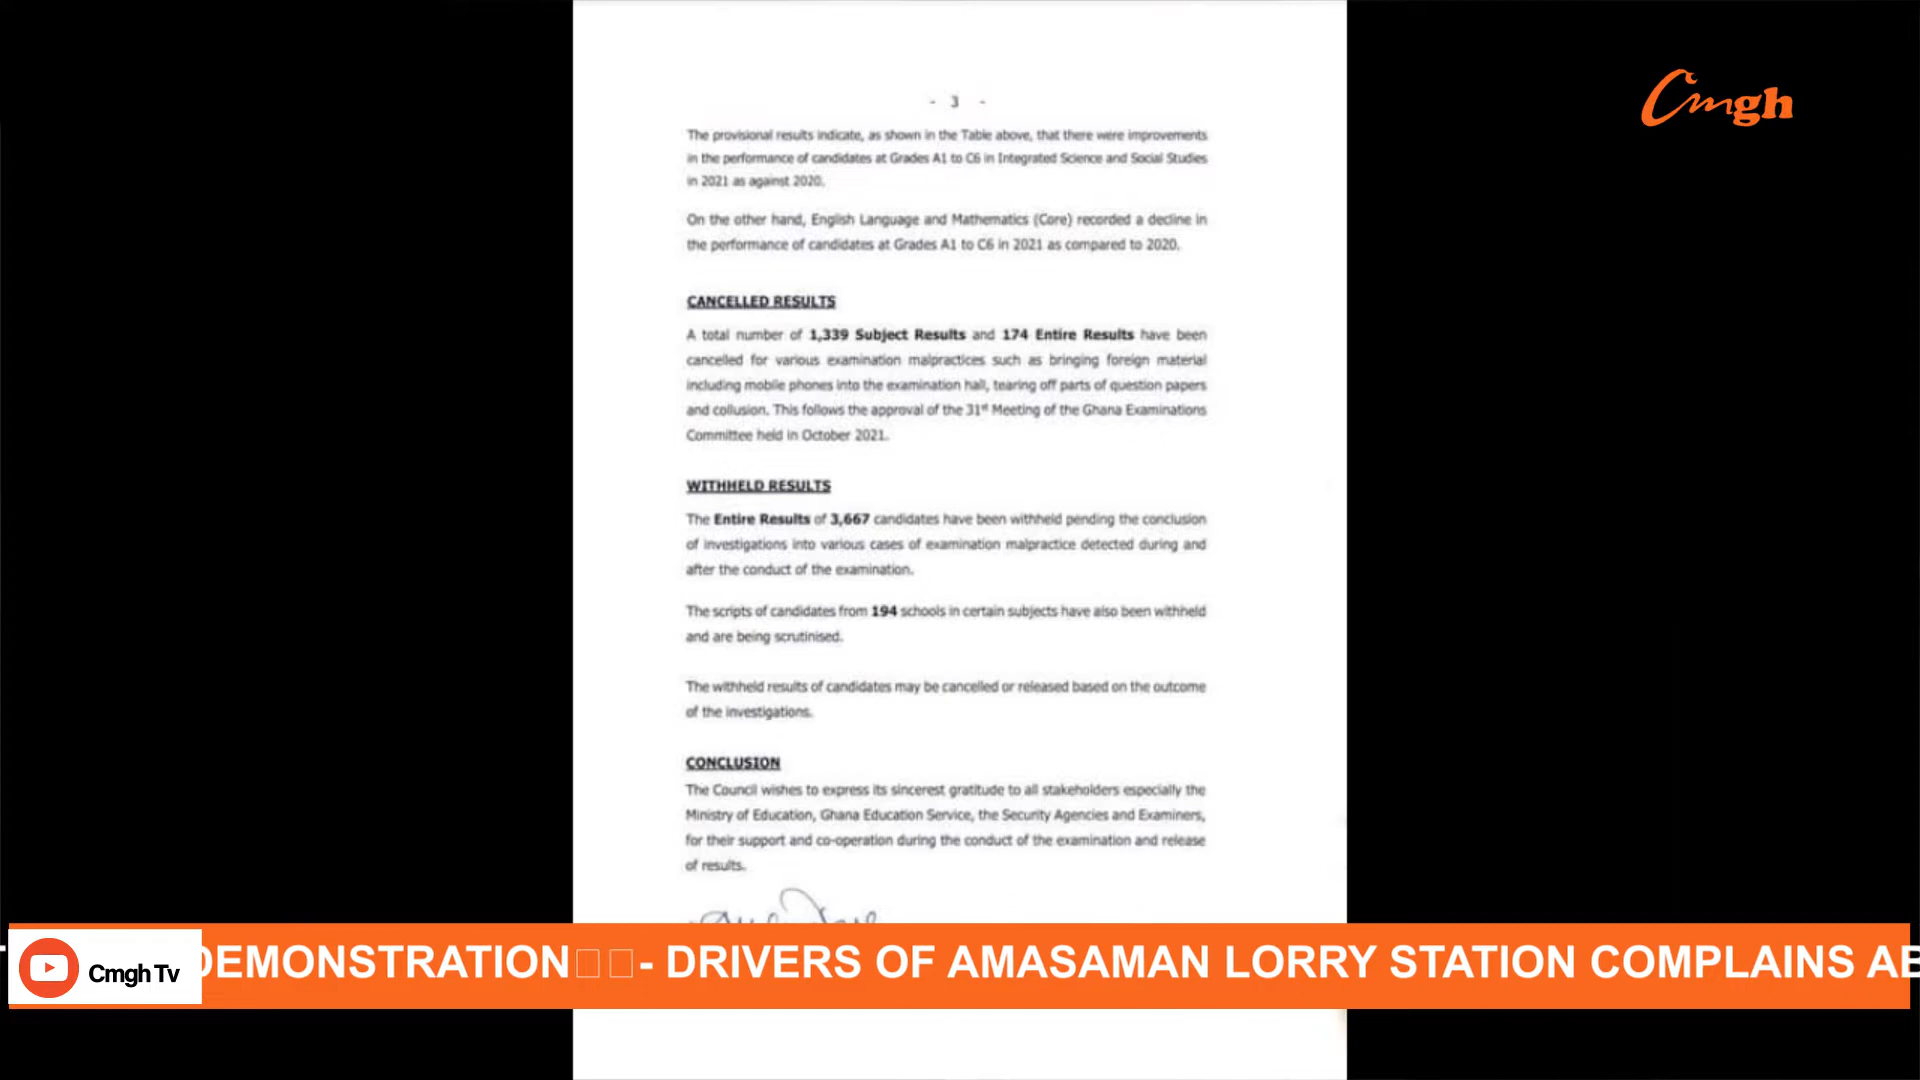 Cmgh
- 3 -
The provisional results indicate, as shown in the Table above, that there were improvements
in the performance of candidates at Grades A1 to C6 in Integrated Science and Social Studies
in 2021 as against 2020.
On the other hand, English Language and Mathematics (Core) recorded a decline in
the performance of candidates at Grades A1 to C6 in 2021 as compared to 2020.
CANCELLED RESULTS
A total number of 1,339 Subject Results and 174 Entire Results have been
cancelled for various examination malpractices such as bringing foreign material
including mobile phones into the examination hall, tearing off parts of question papers
and collusion. This follows the approval of the 31st Meeting of the Ghana Examinations
Committee held in October 2021.
WITHHELD RESULTS
The Entire Results of 3,667 candidates have been withheld pending the conclusion
of investigations into various cases of examination malpractice detected during and
after the conduct of the examination.
The scripts of candidates from 194 schools in certain subjects have also been withheld
and are being scrutinised.
The withheld results of candidates may be cancelled or released based on the outcome
of the investigations.
CONCLUSION
The Council wishes to express its sincerest gratitude to all stakeholders especially the
Ministry of Education, Ghana Education Service, the Security Agencies and Examiners,
for their support and co-operation during the conduct of the examination and release
of results.
DEMONSTRATION - DRIVERS OF AMASAMAN LORRY STATION COMPLAINS AB
Cmgh Tv